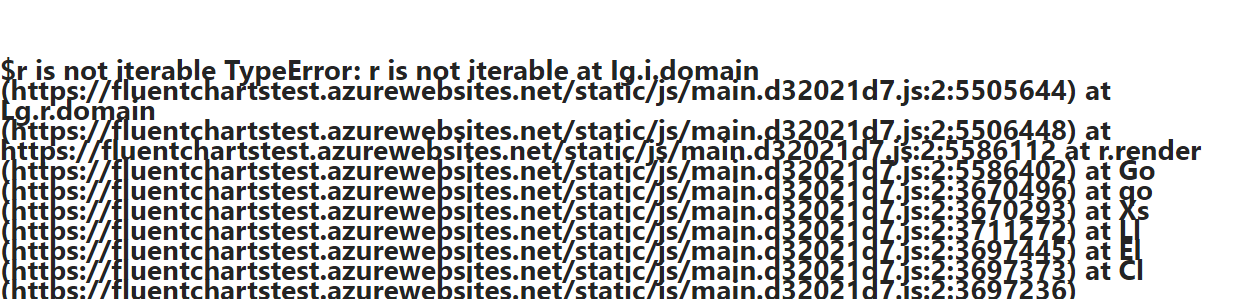 $r is not iterable TypeError: r is not iterable at Ig.i.domain
(https://fluentchartstest.azurewebsites.net/static/js/main.d32021d7.js:2:5505644) at
Lg.r.domain
(https://fluentchartstest.azurewebsites.net/static/js/main.d32021d7.js:2:5506448) at
https://fluentchartstest.azurewebsites.net/static/js/main.d32021d7.js:2:5586112 at r.render
(https://fluentchartstest.azurewebsites.net/static/js/main.d32021d7.js:2:5586402) at Go
(https://fluentchartstest.azurewebsites.net/static/js/main.d32021d7.js:2:3670496) at qo
(https://fluentchartstest.azurewebsites.net/static/js/main.d32021d7.js:2:3670293) at Xs
(https://fluentchartstest.azurewebsites.net/static/js/main.d32021d7.js:2:3711272) at Ll
(https://fluentchartstest.azurewebsites.net/static/js/main.d32021d7.js:2:3697445) at El
(https://fluentchartstest.azurewebsites.net/static/js/main.d32021d7.js:2:3697373) at Cl
(https://fluentchartstest.azurewebsites.net/static/js/main.d32021d7.js:2:3697236)